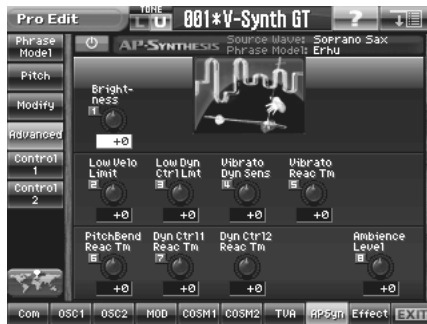 Pro Edit
TONE
L U
001*V-Synth GT
?
Phrase Model
AP-SYNTHESIS
Source Wave: Soprano Sax
Phrase Model: Erhu
Pitch
Modify
Advanced
Control 1
Control 2
Bright-ness
1
+0
Low Velo Limit
Low Dyn Ctrl Lmt
Vibrato Dyn Sens
Vibrato Reac Tm
2 3 4 5
+0 +0 +0 +0
PitchBend Reac Tm
Dyn Ctrl1 Reac Tm
Dyn Ctrl2 Reac Tm
Ambience Level
6 7 8
+0 +0 +0 +0
Com OSC1 OSC2 MOD COSM1 COSM2 TVA APSyn Effect EXIT